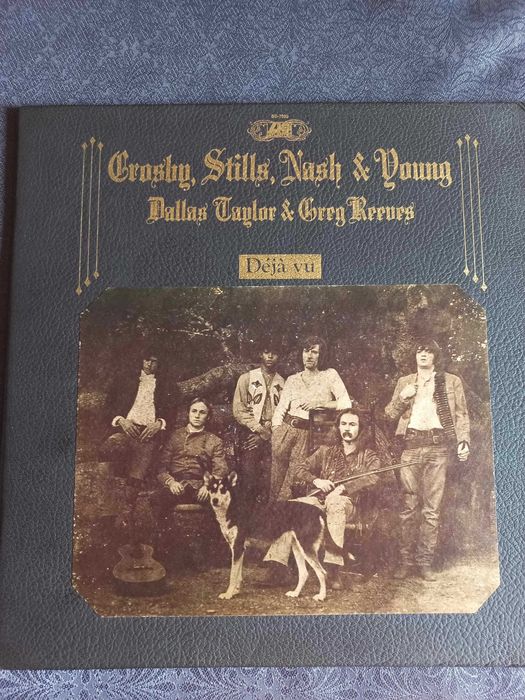 Crosby, Stills, Nash & Young
Dallas Taylor & Greg Reeves
Déjà vu